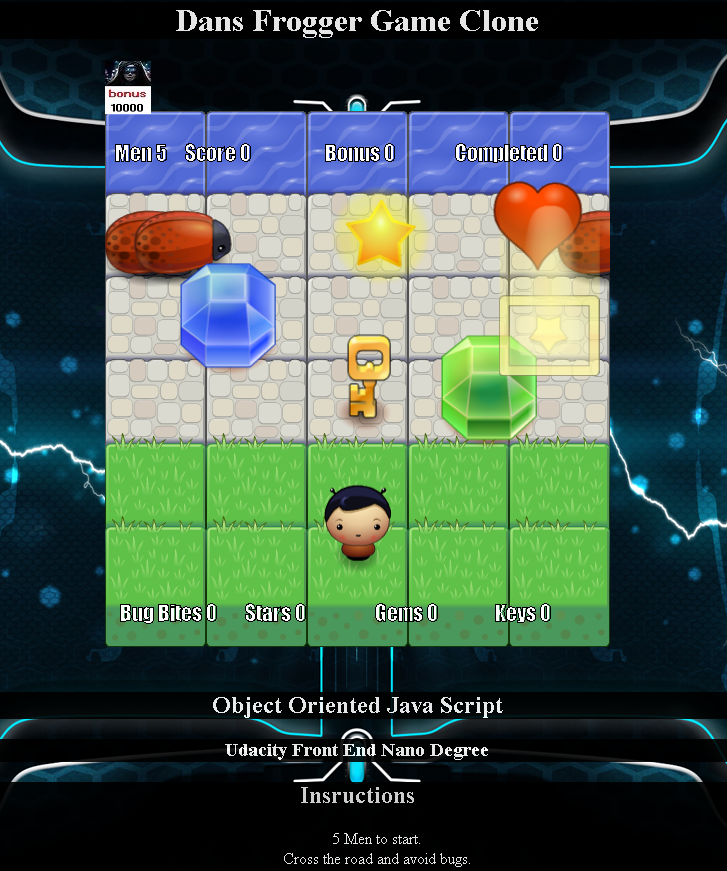 Dans Frogger Game Clone
bonus
10000
Men 5 Score 0 Bonus 0 Completed 0
Bug Bites 0 Stars 0 Gems 0 Keys 0
Object Oriented Java Script
Udacity Front End Nano Degree
Insructions
5 Men to start.
Cross the road and avoid bugs.